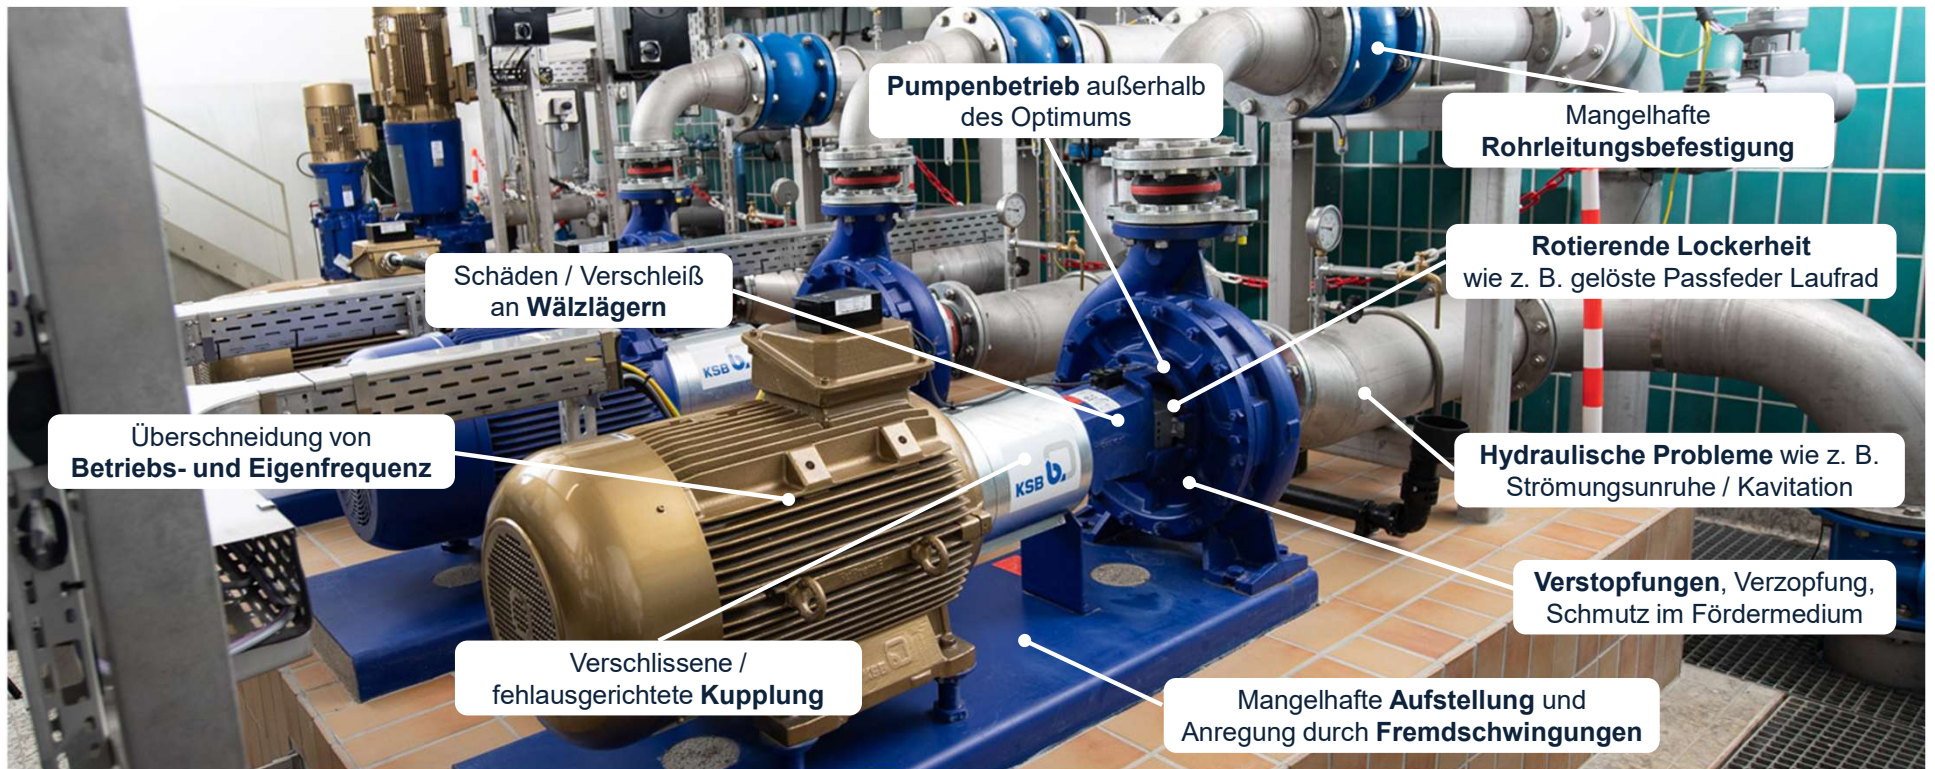 Pumpenbetrieb außerhalb
des Optimums
Mangelhafte
Rohrleitungsbefestigung
Rotierende Lockerheit
wie z. B. gelöste Passfeder Laufrad
Schäden / Verschleiß
an Wälzlägern
KSB b.
Überschneidung von
Betriebs- und Eigenfrequenz
KSB b.
Hydraulische Probleme wie z. B.
Strömungsunruhe / Kavitation
Verstopfungen, Verzopfung,
Schmutz im Fördermedium
KSB
Verschlissene /
fehlausgerichtete Kupplung
Mangelhafte Aufstellung und
Anregung durch Fremdschwingungen